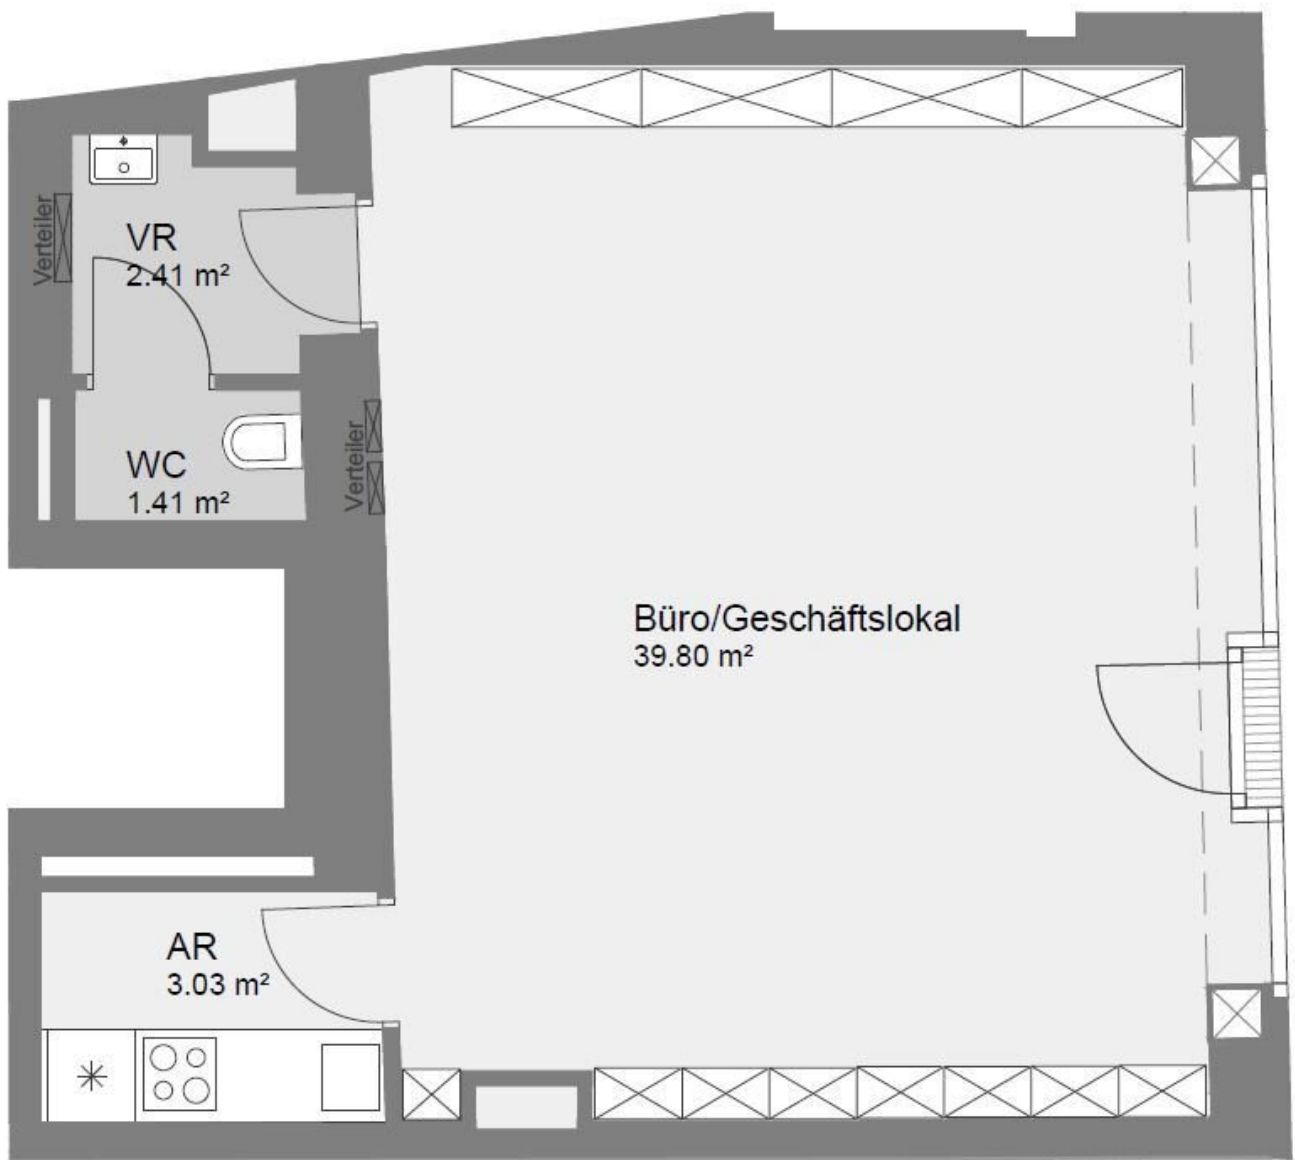 Verteiler
VR
2.41 m²
WC
1.41 m²
Verteiler
Büro/Geschäftslokal
39.80 m²
AR
3.03 m²